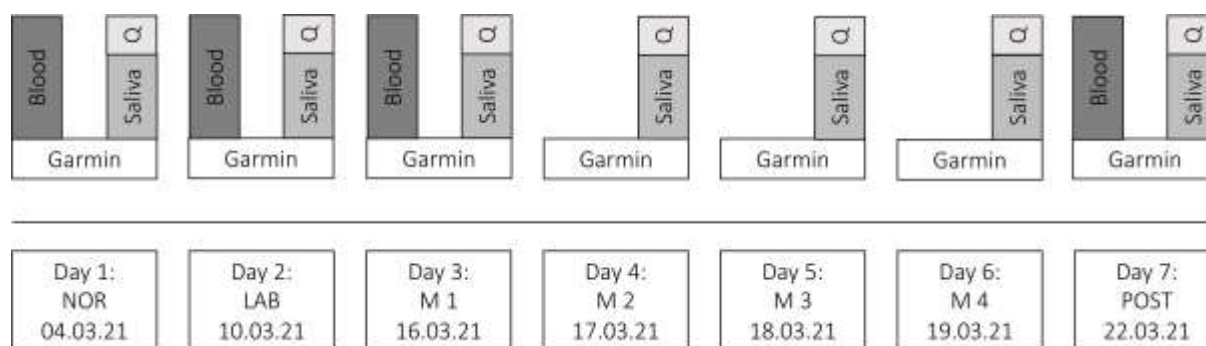 Blood Saliva Q
Garmin
Blood Saliva Q
Garmin
Blood Saliva Q
Garmin
Saliva Q
Garmin
Saliva Q
Garmin
Saliva Q
Garmin
Blood Saliva Q
Garmin
Day 1:
NOR
04.03.21
Day 2:
LAB
10.03.21
Day 3:
M 1
16.03.21
Day 4:
M 2
17.03.21
Day 5:
M 3
18.03.21
Day 6:
M 4
19.03.21
Day 7:
POST
22.03.21